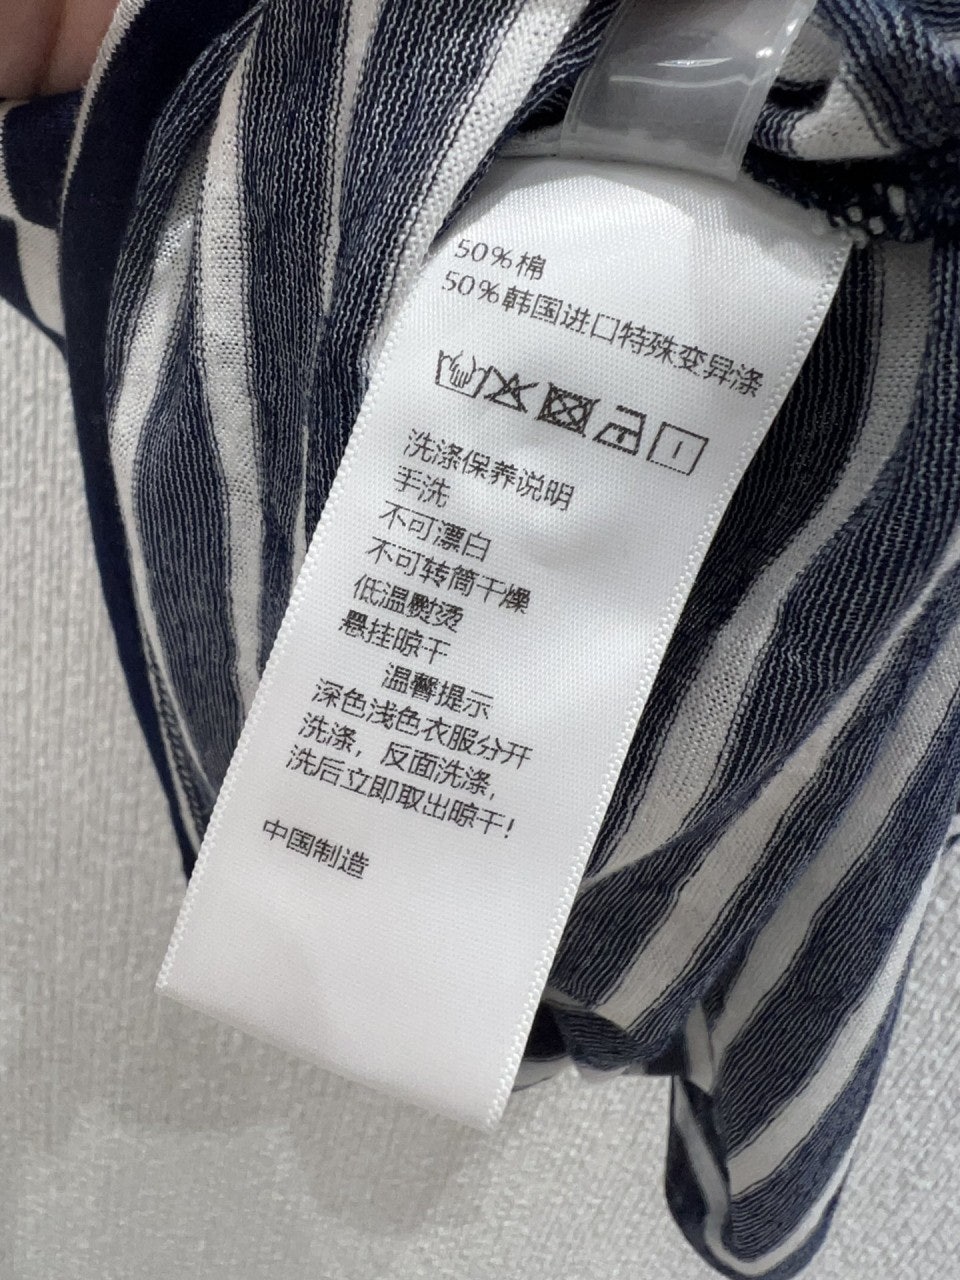 50%棉
50%韩国进口特殊变异涤
洗涤保养说明
手洗
不可漂白
不可转筒干燥
低温熨烫
悬挂晾干
温馨提示
深色浅色衣服分开
洗涤，反面洗涤，
洗后立即取出晾干！
中国制造